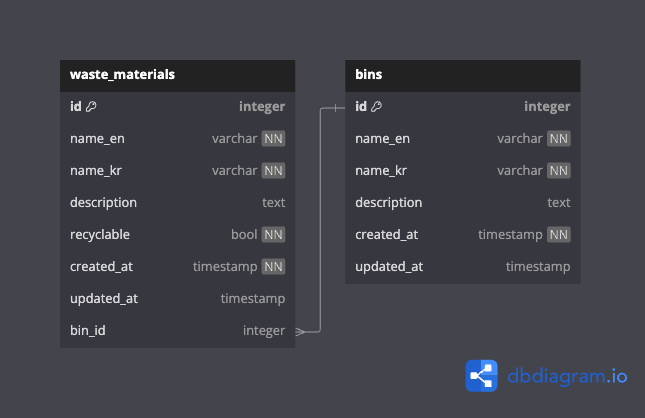 waste_materials
id integer
name_en varchar NN
name_kr varchar NN
description text
recyclable bool NN
created_at timestamp NN
updated_at timestamp
bin_id integer
bins
id integer
name_en varchar NN
name_kr varchar NN
description text
created_at timestamp NN
updated_at timestamp
dbdiagram.io